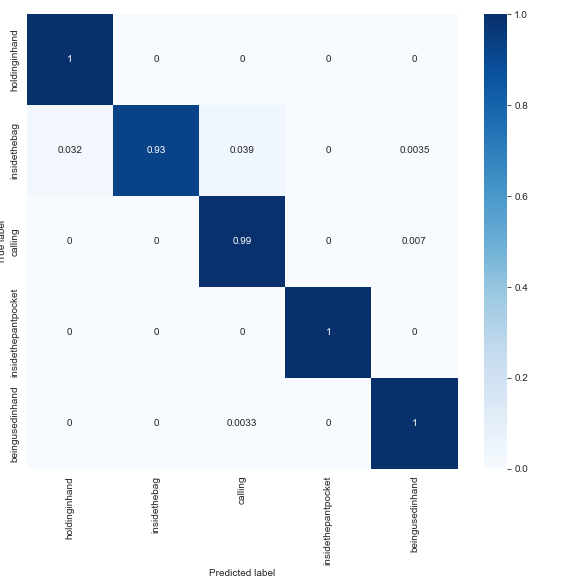 holdinginhand 1 0 0 0 0
insidethebag 0.032 0.93 0.039 0 0.0035
True label
calling 0 0 0.99 0 0.007
insidethepantpocket 0 0 0 1 0
beingusedinhand 0 0 0.0033 0 1
holdinginhand insidethebag calling insidethepantpocket beingusedinhand
Predicted label
1.0
0.8
0.6
0.4
0.2
0.0